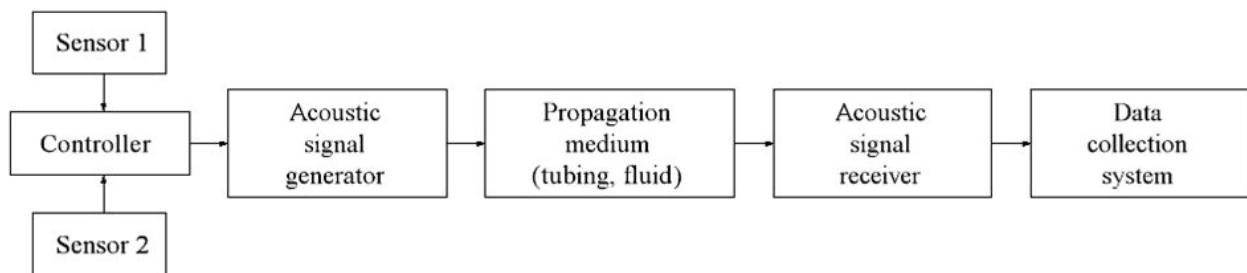 Sensor 1
Controller
Sensor 2
Acoustic
signal
generator
Propagation
medium
(tubing, fluid)
Acoustic
signal
receiver
Data
collection
system